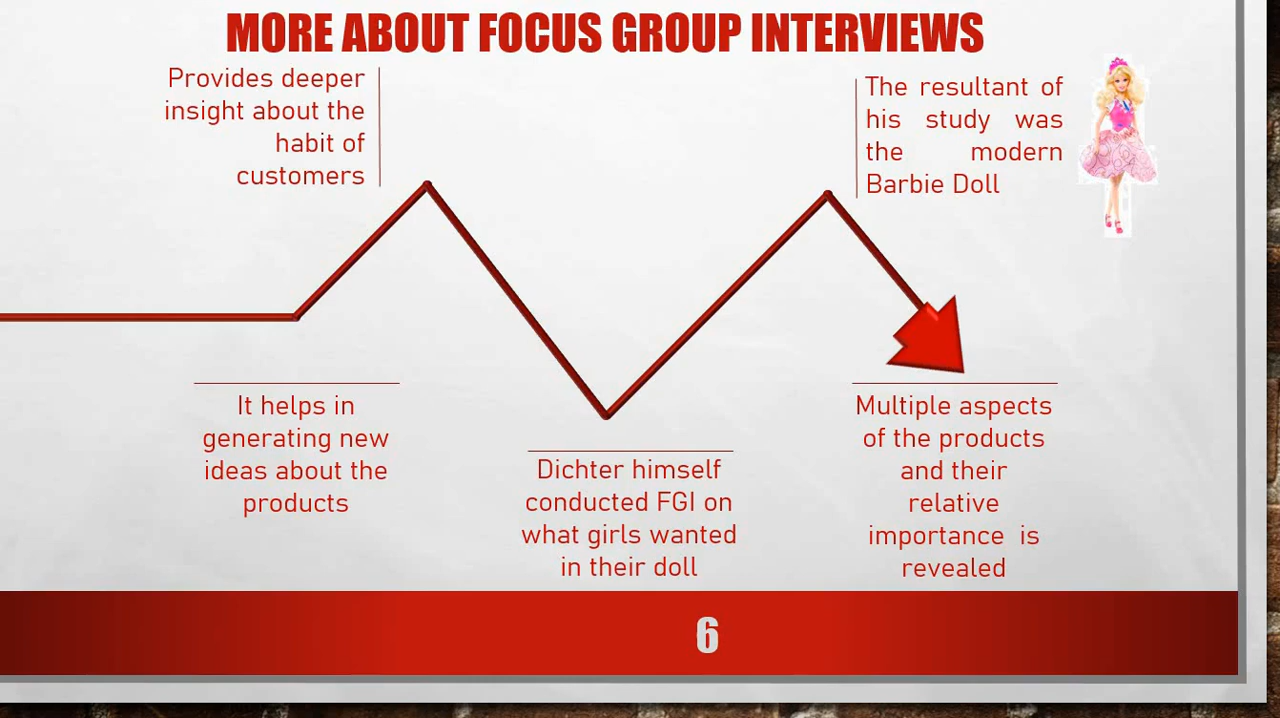 MORE ABOUT FOCUS GROUP INTERVIEWS
Provides deeper
insight about the
habit of
customers
The resultant of
his study was
the modern
Barbie Doll
It helps in
generating new
ideas about the
products
Dichter himself
conducted FGI on
what girls wanted
in their doll
Multiple aspects
of the products
and their
relative
importance is
revealed
6